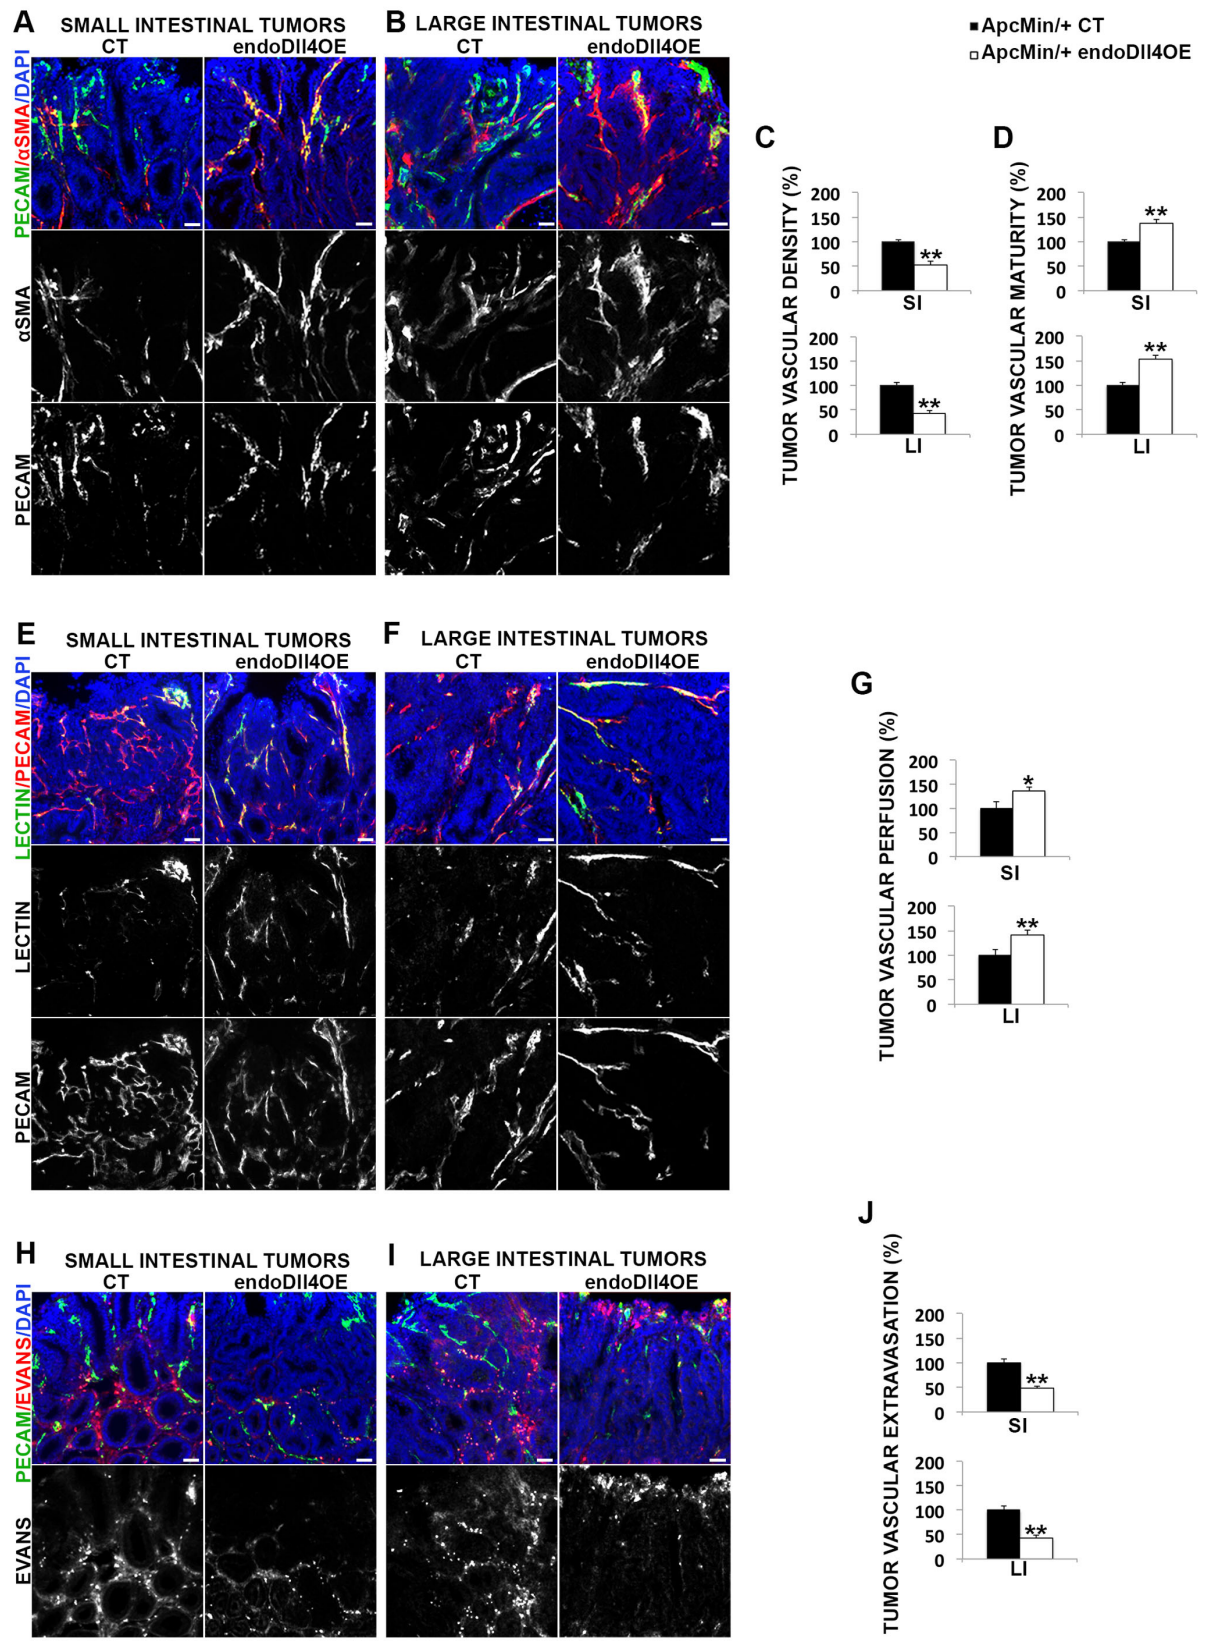 A
SMALL INTESTINAL TUMORS
CT
endoDll4OE
PECAM/αSMA/DAPI
αSMA
PECAM
B
LARGE INTESTINAL TUMORS
CT
endoDll4OE
ApcMin/+ CT
ApcMin/+ endoDll4OE
C
TUMOR VASCULAR DENSITY (%)
200
150
100
50
0
**
SI
200
150
100
50
0
**
LI
D
TUMOR VASCULAR MATURITY (%)
200
150
100
50
0
**
SI
200
150
100
50
0
**
LI
E
SMALL INTESTINAL TUMORS
CT
endoDll4OE
LECTIN/PECAM/DAPI
LECTIN
PECAM
F
LARGE INTESTINAL TUMORS
CT
endoDll4OE
G
TUMOR VASCULAR PERFUSION (%)
200
150
100
50
0
*
SI
200
150
100
50
0
**
LI
H
SMALL INTESTINAL TUMORS
CT
endoDll4OE
PECAM/EVANS/DAPI
EVANS
I
LARGE INTESTINAL TUMORS
CT
endoDll4OE
J
TUMOR VASCULAR EXTRAVASATION (%)
200
150
100
50
0
**
SI
200
150
100
50
0
**
LI